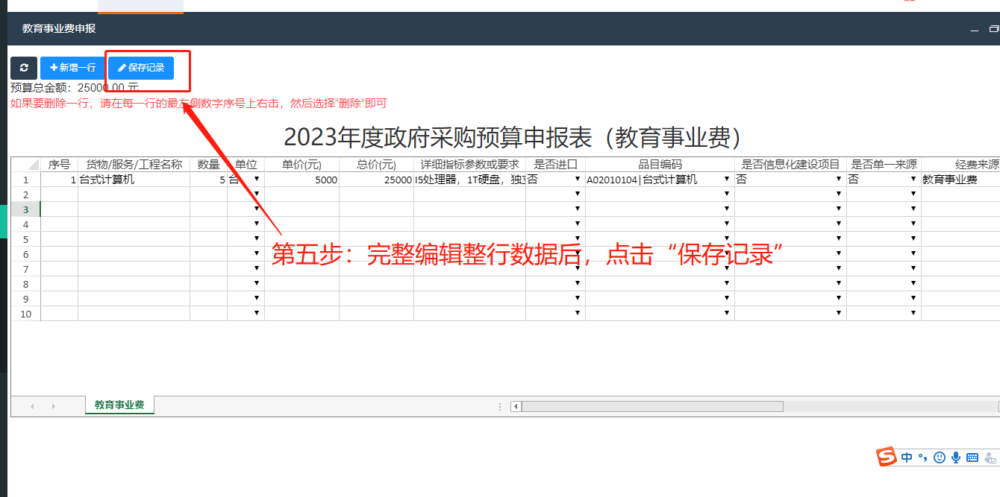 教育事业费申报
新增一行 保存记录
预算总金额：25000.00 元
如果要删除一行，请在每一行的最左侧数字序号上右击，然后选择“删除”即可
2023年度政府采购预算申报表（教育事业费）
序号 货物/服务/工程名称 数量 单位 单价(元) 总价(元) 详细指标参数或要求 是否进口 品目编码 是否信息化建设项目 是否单一来源 经费来源
1 1 台式计算机 5 台 5000 25000 I5处理器，1T硬盘，独立 否 A02010104|台式计算机 否 否 教育事业费
2
3
4
5
第五步：完整编辑整行数据后，点击“保存记录”
6
7
8
9
10
教育事业费
中